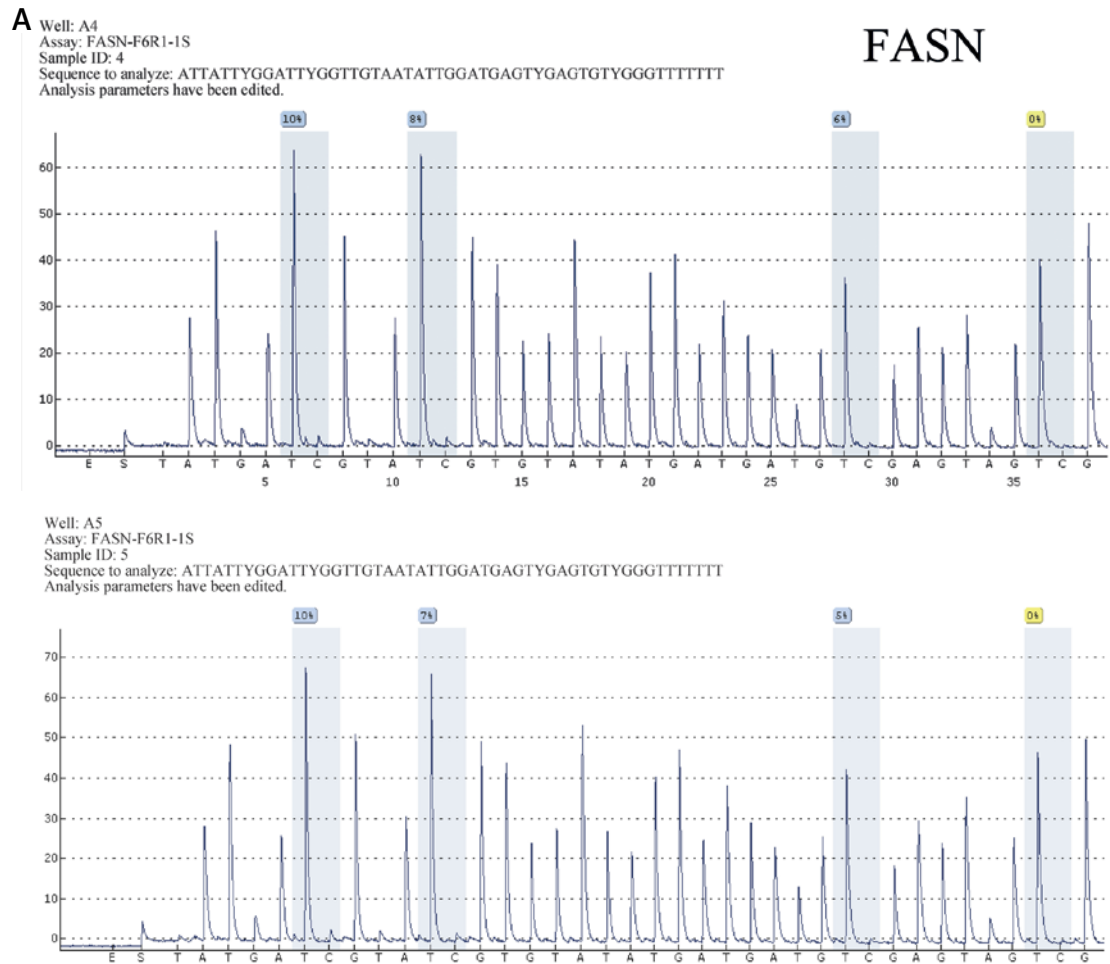 A
Well: A4
Assay: FASN-F6R1-1S
Sample ID: 4
Sequence to analyze: ATTATTYGGATTYGGTTGTAATATTGGATGAGTYGAGTGTYGGGTTTTTTT
Analysis parameters have been edited.
FASN
10% 8% 6% 0%
60
50
40
30
20
10
0
E S T A T G A T C G T A T C G T G T A T A T G A T G A T G T C G A G T A G T C G
5 10 15 20 25 30 35
Well: A5
Assay: FASN-F6R1-1S
Sample ID: 5
Sequence to analyze: ATTATTYGGATTYGGTTGTAATATTGGATGAGTYGAGTGTYGGGTTTTTTT
Analysis parameters have been edited.
10% 7% 5% 0%
70
60
50
40
30
20
10
0
E S T A T G A T C G T A T C G T G T A T A T G A T G A T G T C G A G T A G T C G